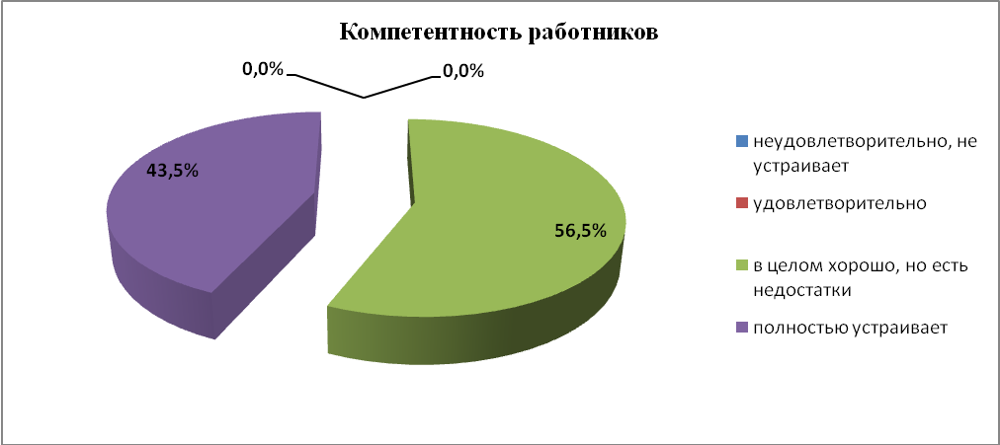 Компетентность работников
0,0%
0,0%
43,5%
56,5%
неудовлетворительно, не
устраивает
удовлетворительно
в целом хорошо, но есть
недостатки
полностью устраивает